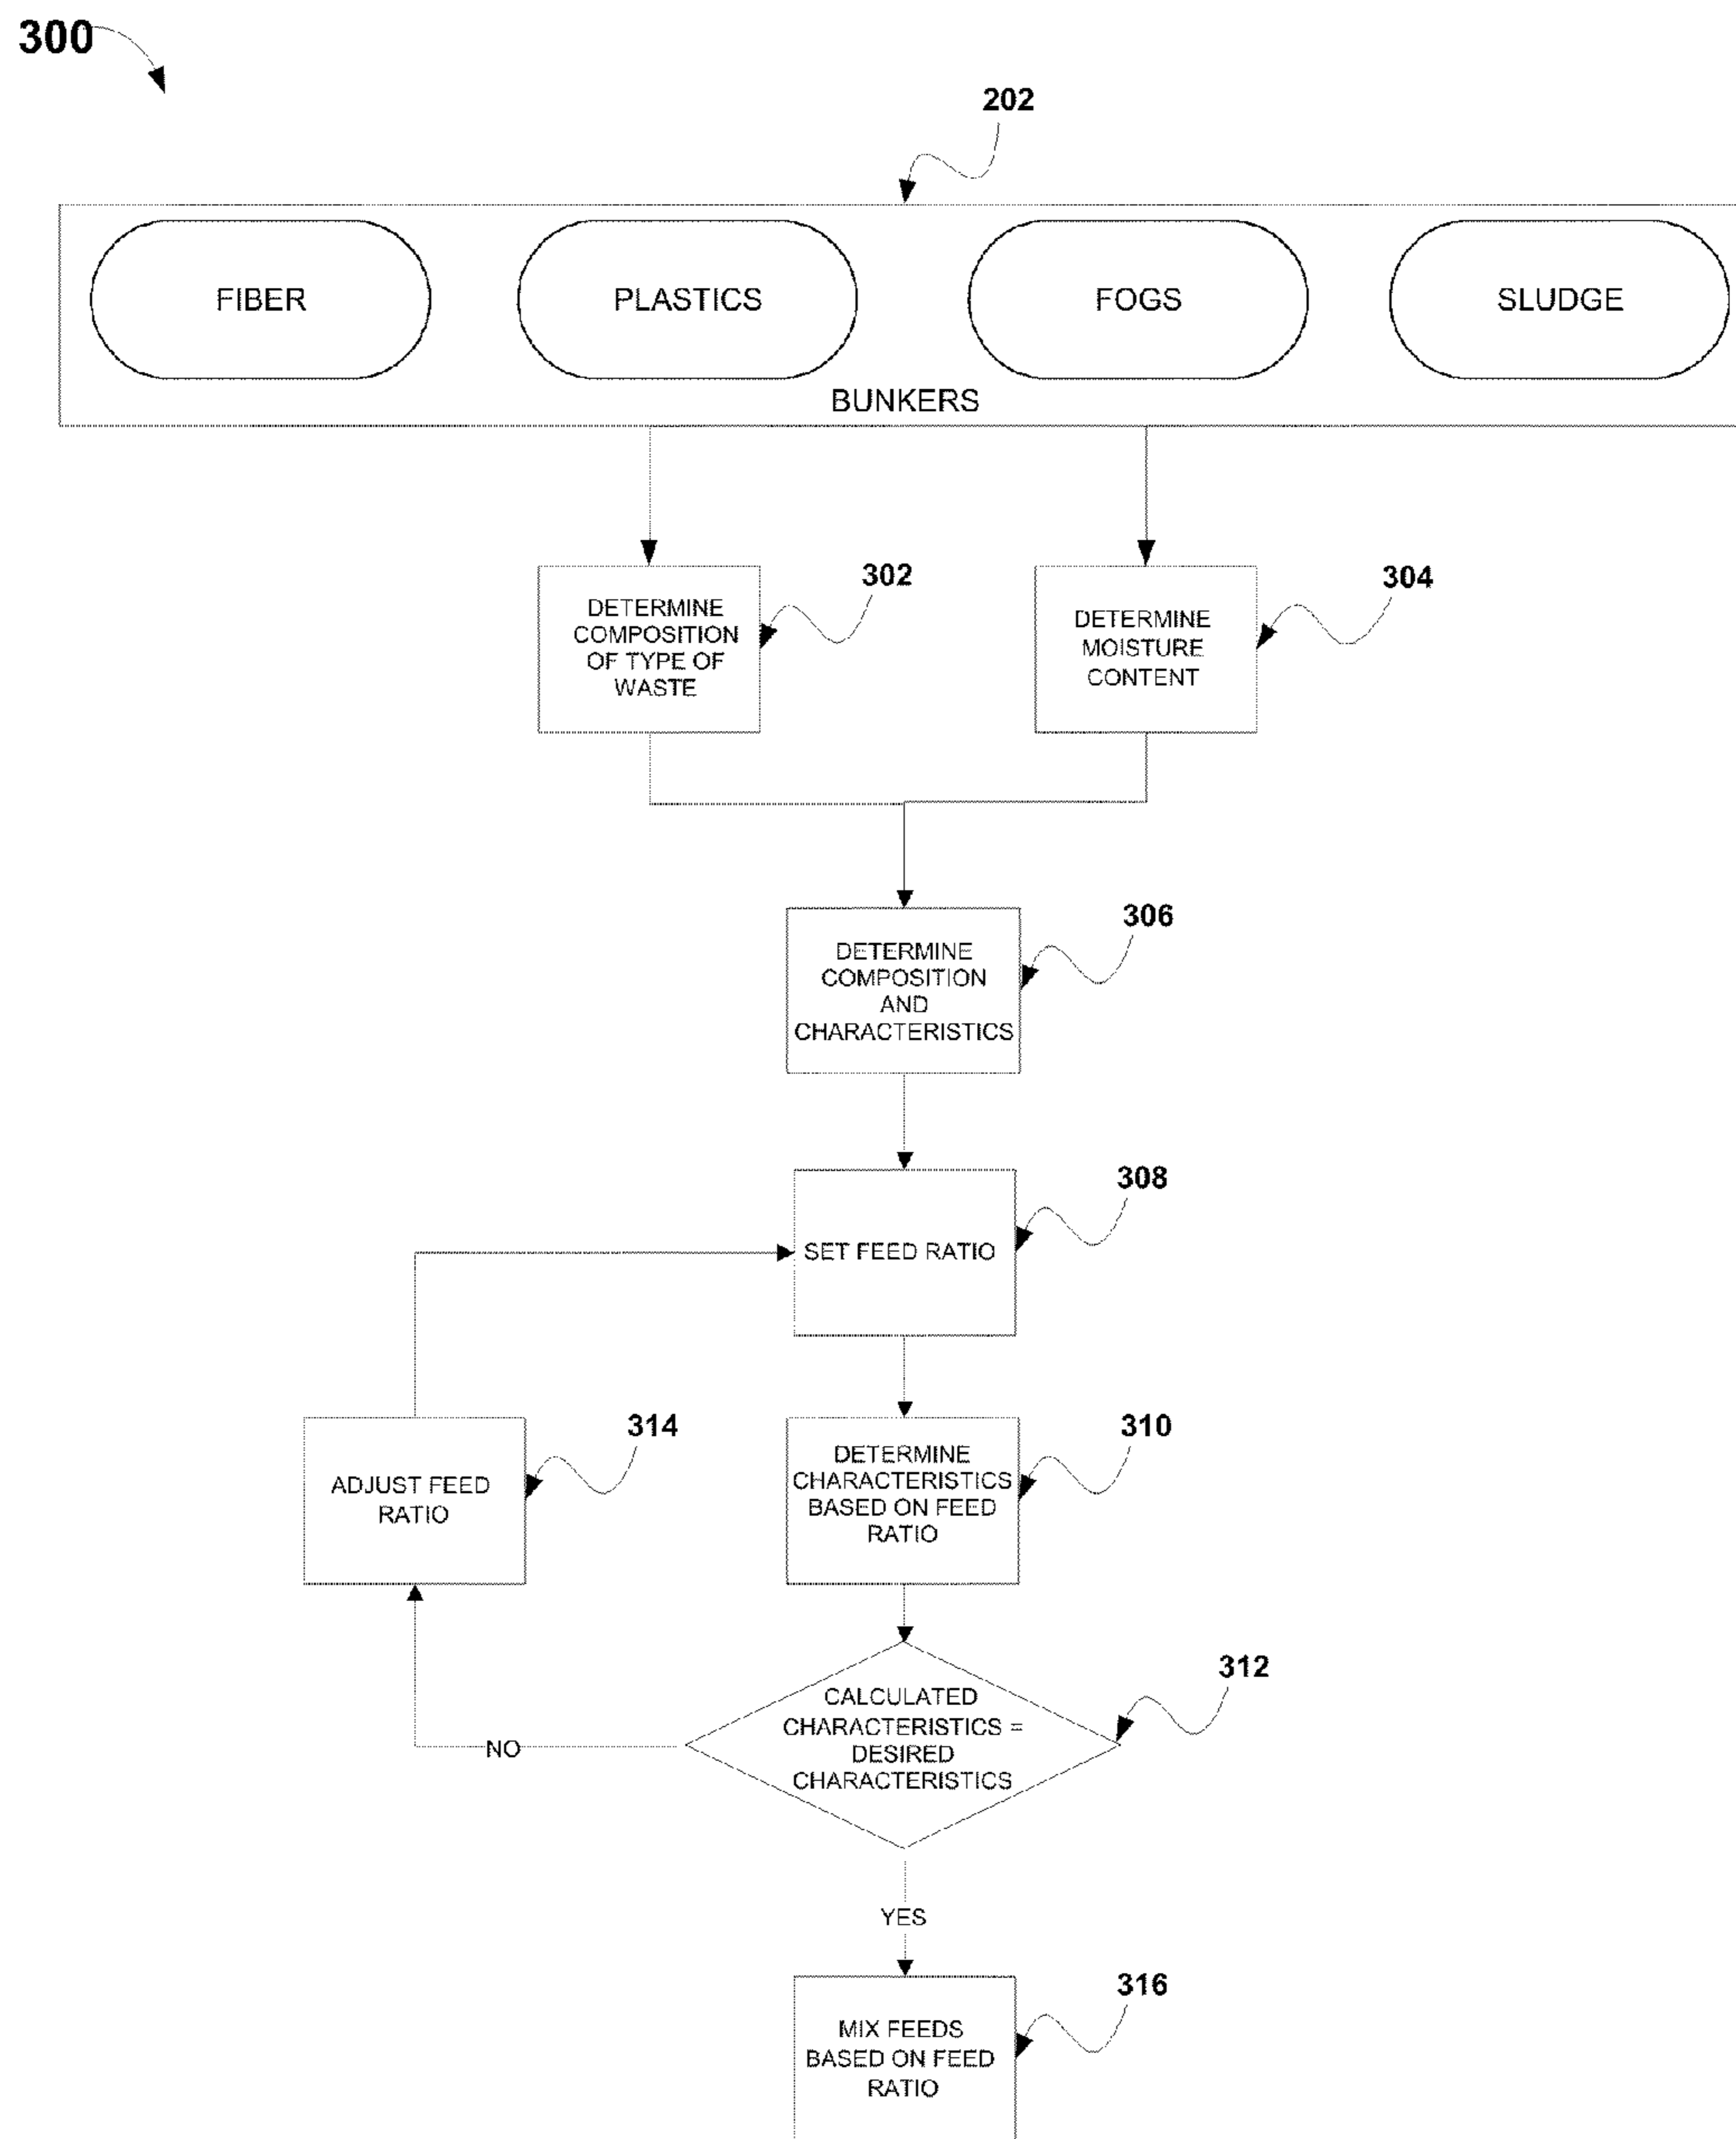 300
202
FIBER
PLASTICS
FOGS
SLUDGE
BUNKERS
302
DETERMINE
COMPOSITION
OF TYPE OF
WASTE
304
DETERMINE
MOISTURE
CONTENT
306
DETERMINE
COMPOSITION
AND
CHARACTERISTICS
308
SET FEED RATIO
314
ADJUST FEED
RATIO
310
DETERMINE
CHARACTERISTICS
BASED ON FEED
RATIO
312
CALCULATED
CHARACTERISTICS =
DESIRED
CHARACTERISTICS
NO
YES
316
MIX FEEDS
BASED ON FEED
RATIO